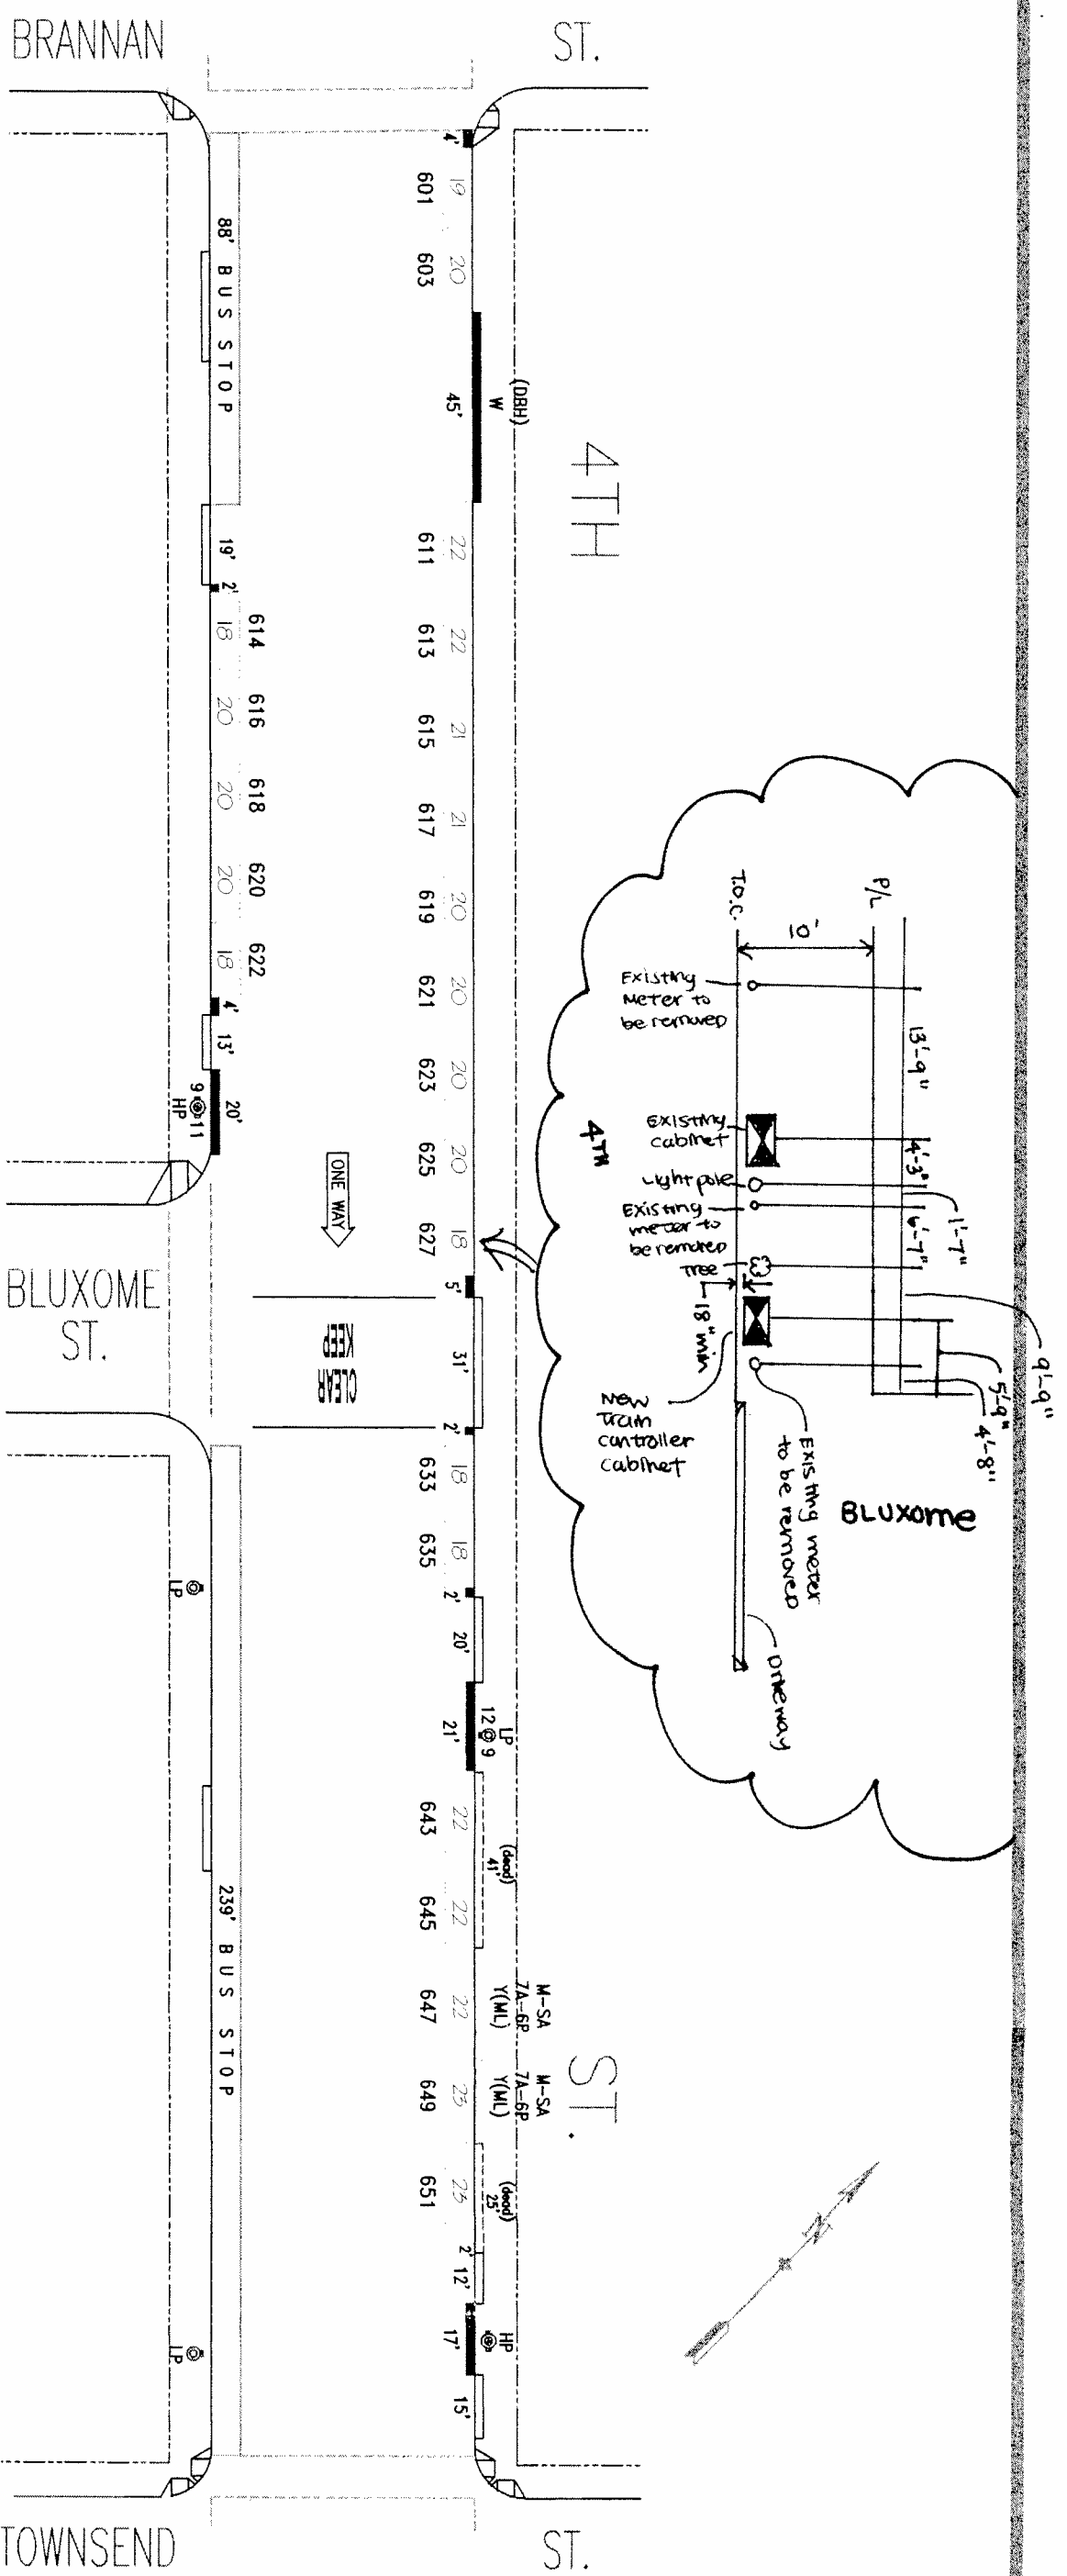 BRANNAN
ST.
4'
19
601
20
603
88' BUS STOP
(DBH)
W
45'
4TH
22
611
19'
2'
18
614
22
613
20
616
21
615
20
618
21
617
20
620
20
619
18
622
20
621
4'
13'
20
623
20'
9
11
HP
20
625
ONE WAY
18
627
5'
T.O.C.
P/L
10'
Existing
Meter to
be removed
13'-9"
Existing
cabinet
4'-3"
Light pole
1'-7"
Existing
meter to
be removed
6'-7"
Tree
4TH
18" min
9'-9"
5'-9"
4'-8"
New
Train
controller
cabinet
Existing meter
to be removed
BLUXome
Driveway
BLUXOME
ST.
KEEP
CLEAR
31'
2'
18
633
18
635
2'
20'
LP
LP
12
9
21'
22
643
(dead)
41'
22
645
239' BUS STOP
M-SA
7A-6P
Y(ML)
22
647
M-SA
7A-6P
Y(ML)
23
649
ST.
(dead)
25'
23
651
2'
12'
N
HP
17'
LP
15'
TOWNSEND
ST.